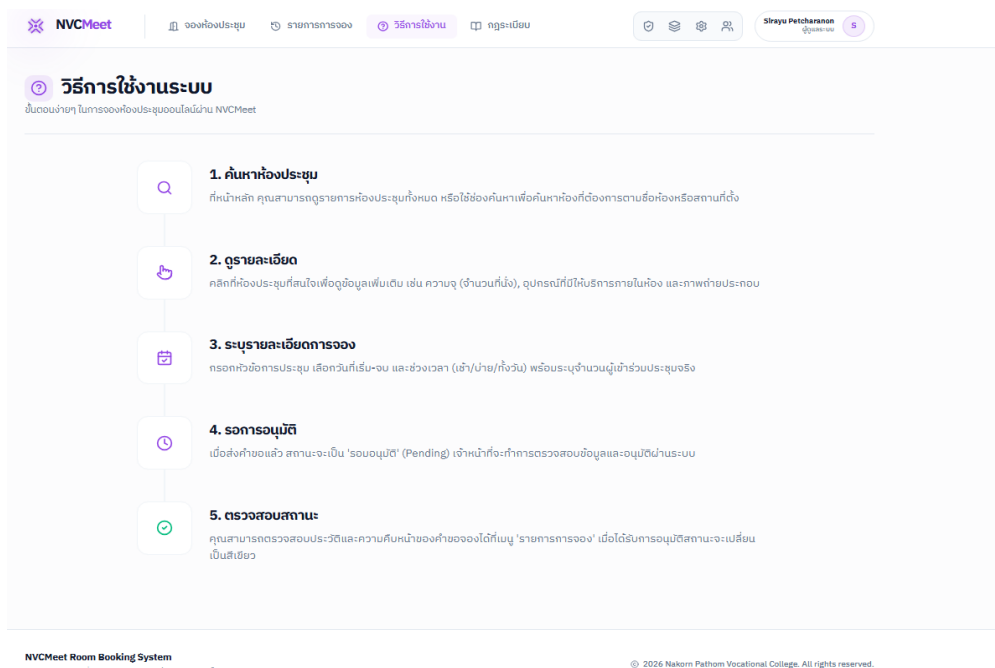 NVCMeet
จองห้องประชุม
รายการการจอง
วิธีการใช้งาน
กฎระเบียบ
Sirayu Petcharanon
ผู้ดูแลระบบ
S
วิธีการใช้งานระบบ
ขั้นตอนง่ายๆ ในการจองห้องประชุมออนไลน์ผ่าน NVCMeet
1. ค้นหาห้องประชุม
ที่หน้าหลัก คุณสามารถดูรายการห้องประชุมทั้งหมด หรือใช้ช่องค้นหาเพื่อค้นหาห้องที่ต้องการตามชื่อห้องหรือสถานที่ตั้ง
2. ดูรายละเอียด
คลิกที่ห้องประชุมที่สนใจเพื่อดูข้อมูลเพิ่มเติม เช่น ความจุ (จำนวนที่นั่ง), อุปกรณ์ที่มีให้บริการภายในห้อง และภาพถ่ายประกอบ
3. ระบุรายละเอียดการจอง
กรอกหัวข้อการประชุม เลือกวันที่เริ่ม-จบ และช่วงเวลา (เช้า/บ่าย/ทั้งวัน) พร้อมระบุจำนวนผู้เข้าร่วมประชุมจริง
4. รอการอนุมัติ
เมื่อส่งคำขอแล้ว สถานะจะเป็น 'รออนุมัติ' (Pending) เจ้าหน้าที่จะทำการตรวจสอบข้อมูลและอนุมัติผ่านระบบ
5. ตรวจสอบสถานะ
คุณสามารถตรวจสอบประวัติและความคืบหน้าของคำขอจองได้ที่เมนู 'รายการการจอง' เมื่อได้รับการอนุมัติสถานะจะเปลี่ยน
เป็นสีเขียว
NVCMeet Room Booking System
© 2026 Nakorn Pathom Vocational College. All rights reserved.